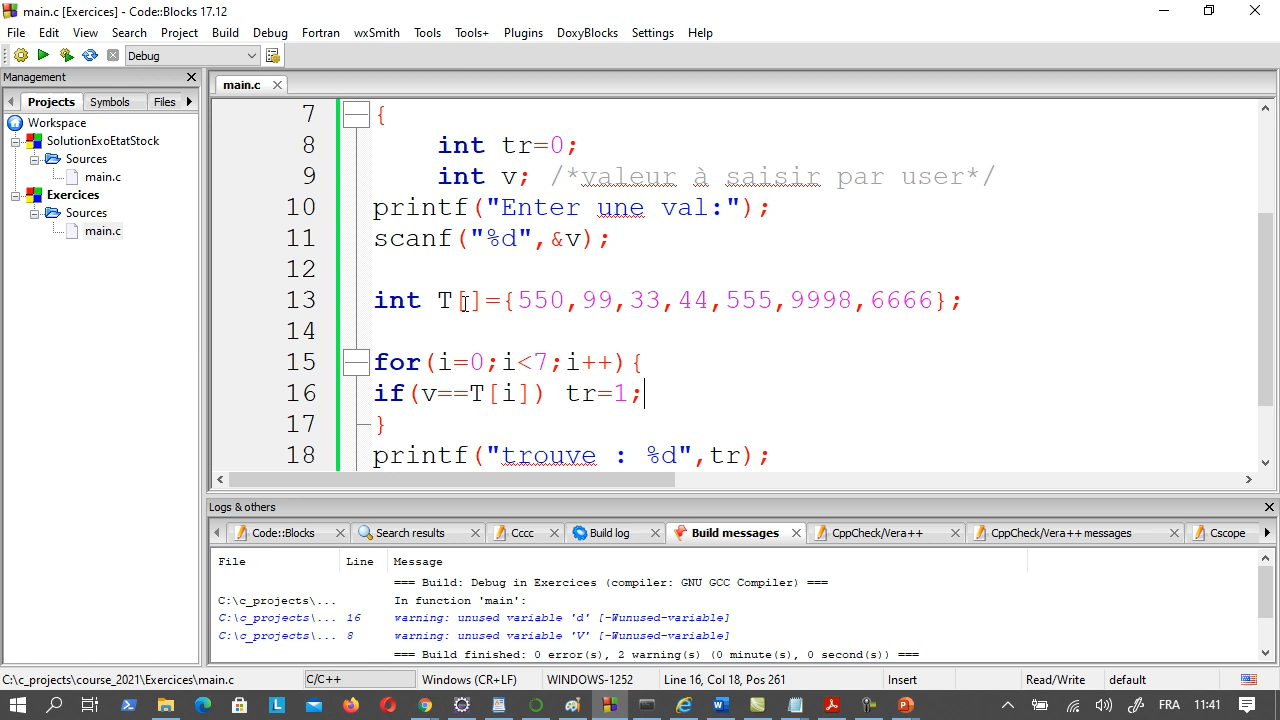 main.c [Exercices] - Code::Blocks 17.12
File Edit View Search Project Build Debug Fortran wxSmith Tools Tools+ Plugins DoxyBlocks Settings Help
Debug
Management
main.c
Projects Symbols Files
Workspace
SolutionExoEtatStock
Sources
main.c
Exercices
Sources
main.c
7 {
8 int tr=0;
9 int v; /*valeur à saisir par user*/
10 printf("Enter une val:");
11 scanf("%d",&v);
12
13 int T[]={550,99,33,44,555,9998,6666};
14
15 for(i=0;i<7;i++){
16 if(v==T[i]) tr=1;
17 }
18 printf("trouve : %d",tr);
Logs & others
Code::Blocks Search results Cccc Build log Build messages CppCheck/Vera++ CppCheck/Vera++ messages Cscope
File Line Message
=== Build: Debug in Exercices (compiler: GNU GCC Compiler) ===
C:\c_projects\... In function 'main':
C:\c_projects\... 16 warning: unused variable 'd' [-Wunused-variable]
C:\c_projects\... 8 warning: unused variable 'V' [-Wunused-variable]
=== Build finished: 0 error(s), 2 warning(s) (0 minute(s), 0 second(s)) ===
C:\c_projects\course_2021\Exercices\main.c C/C++ Windows (CR+LF) WINDOWS-1252 Line 16, Col 18, Pos 261 Insert Read/Write default
FRA 11:41